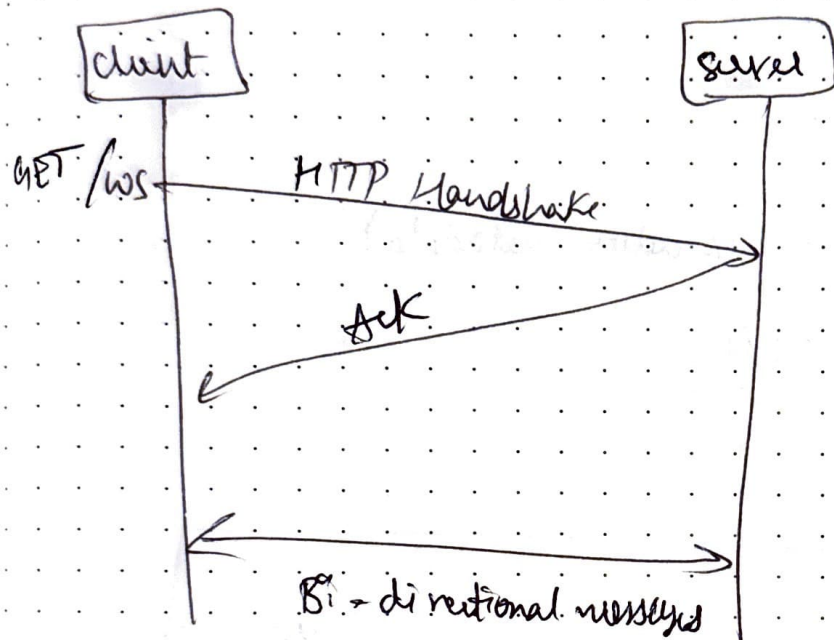 client
server
GET /ws
HTTP Handshake
Ack
Bi-directional messages